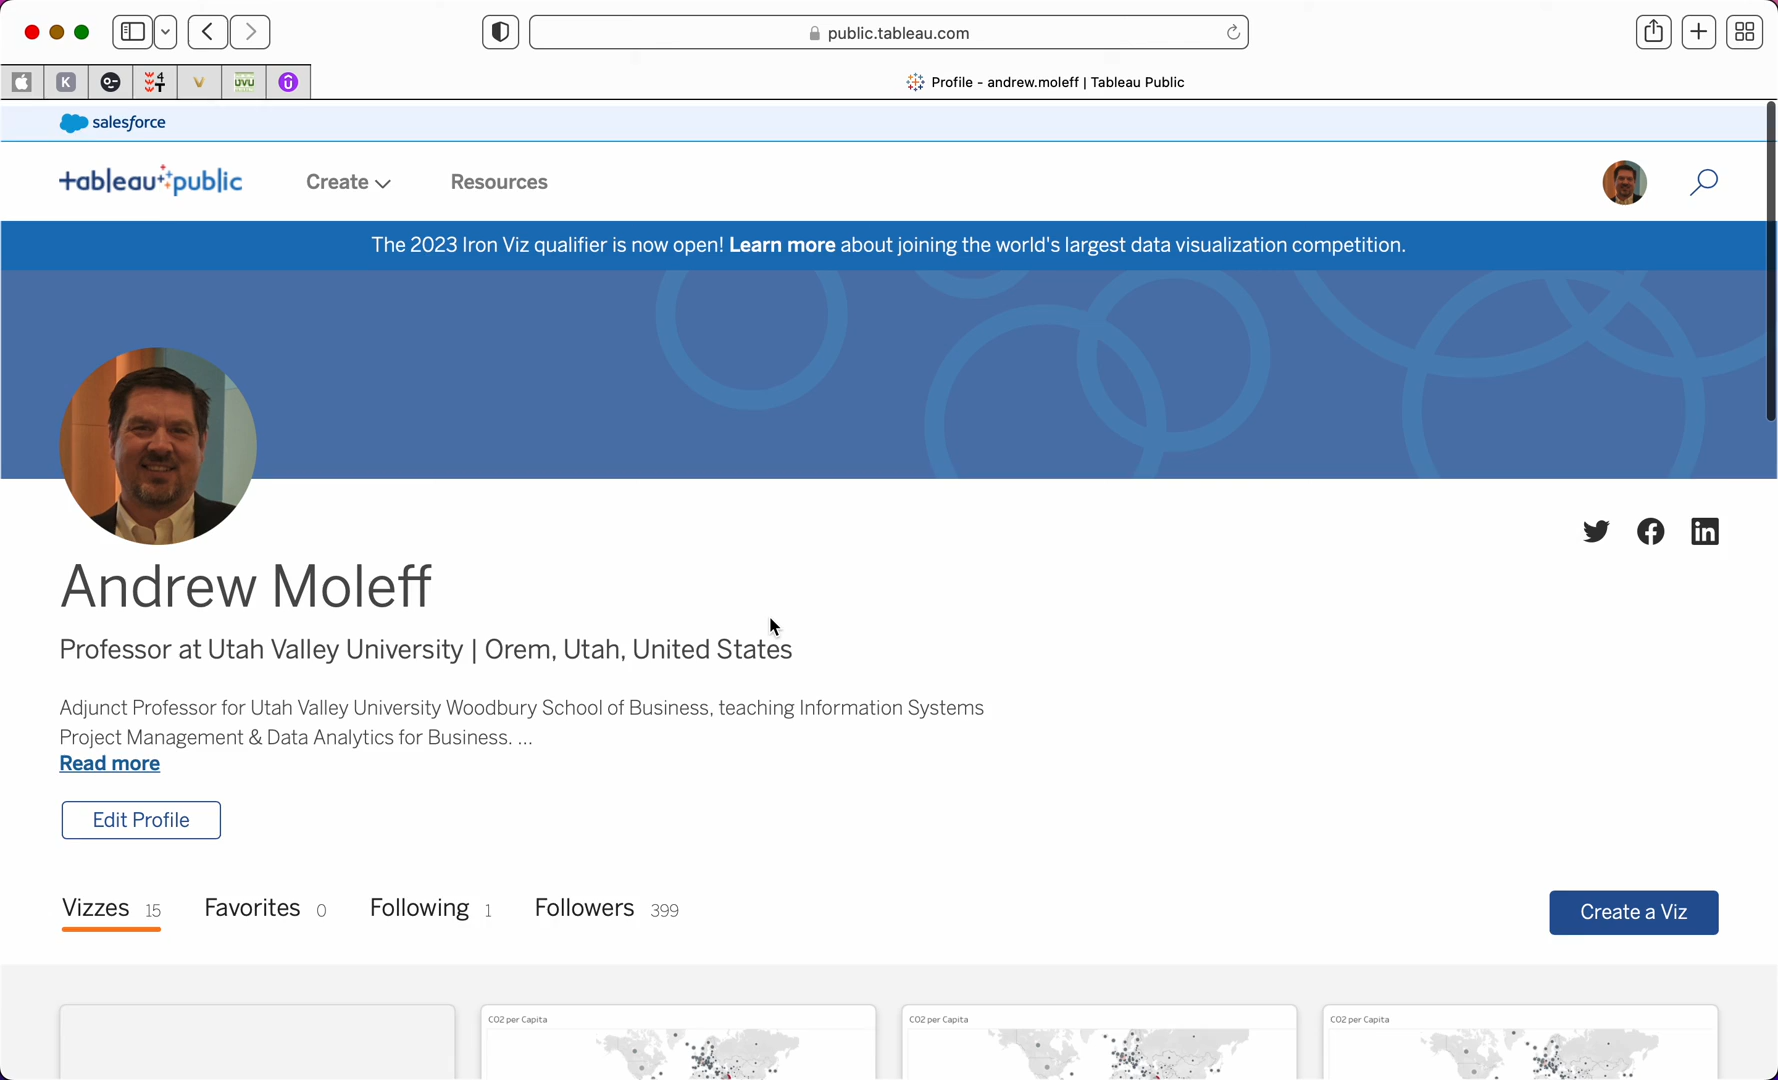 public.tableau.com
K
4
T
V
UVU
Profile - andrew.moleff | Tableau Public
salesforce
+ableau public
Create
Resources
The 2023 Iron Viz qualifier is now open! Learn more about joining the world's largest data visualization competition.
Andrew Moleff
Professor at Utah Valley University | Orem, Utah, United States
Adjunct Professor for Utah Valley University Woodbury School of Business, teaching Information Systems
Project Management & Data Analytics for Business. ...
Read more
Edit Profile
Vizzes 15 Favorites 0 Following 1 Followers 399
Create a Viz
CO2 per Capita
CO2 per Capita
CO2 per Capita